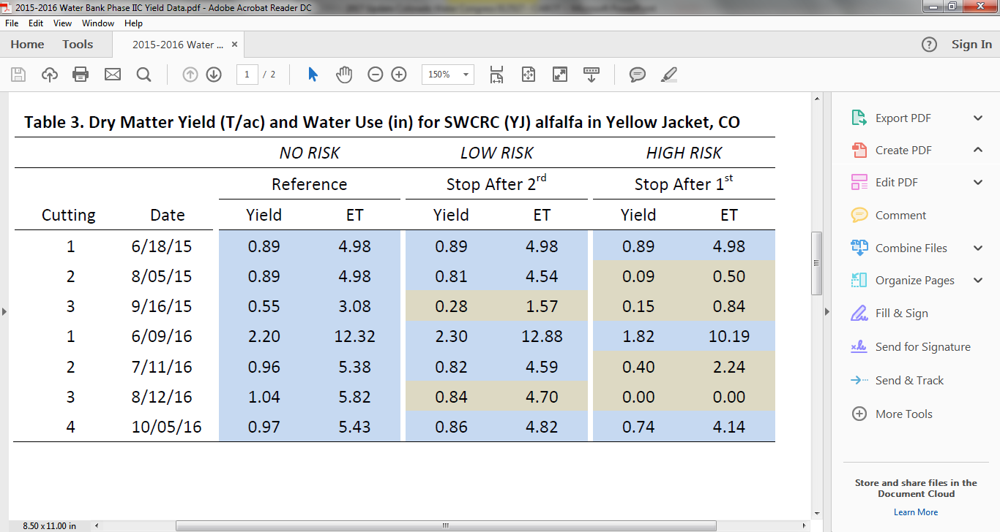 2015-2016 Water Bank Phase IIC Yield Data.pdf - Adobe Acrobat Reader DC
File Edit View Window Help
Home Tools 2015-2016 Water ... × ? Sign In
1 / 2 150%
Table 3. Dry Matter Yield (T/ac) and Water Use (in) for SWCRC (YJ) alfalfa in Yellow Jacket, CO
NO RISK LOW RISK HIGH RISK
Reference Stop After 2rd Stop After 1st
Cutting Date Yield ET Yield ET Yield ET
1 6/18/15 0.89 4.98 0.89 4.98 0.89 4.98
2 8/05/15 0.89 4.98 0.81 4.54 0.09 0.50
3 9/16/15 0.55 3.08 0.28 1.57 0.15 0.84
1 6/09/16 2.20 12.32 2.30 12.88 1.82 10.19
2 7/11/16 0.96 5.38 0.82 4.59 0.40 2.24
3 8/12/16 1.04 5.82 0.84 4.70 0.00 0.00
4 10/05/16 0.97 5.43 0.86 4.82 0.74 4.14
8.50 x 11.00 in
Export PDF
Create PDF
Edit PDF
Comment
Combine Files
Organize Pages
Fill & Sign
Send for Signature
Send & Track
More Tools
Store and share files in the
Document Cloud
Learn More